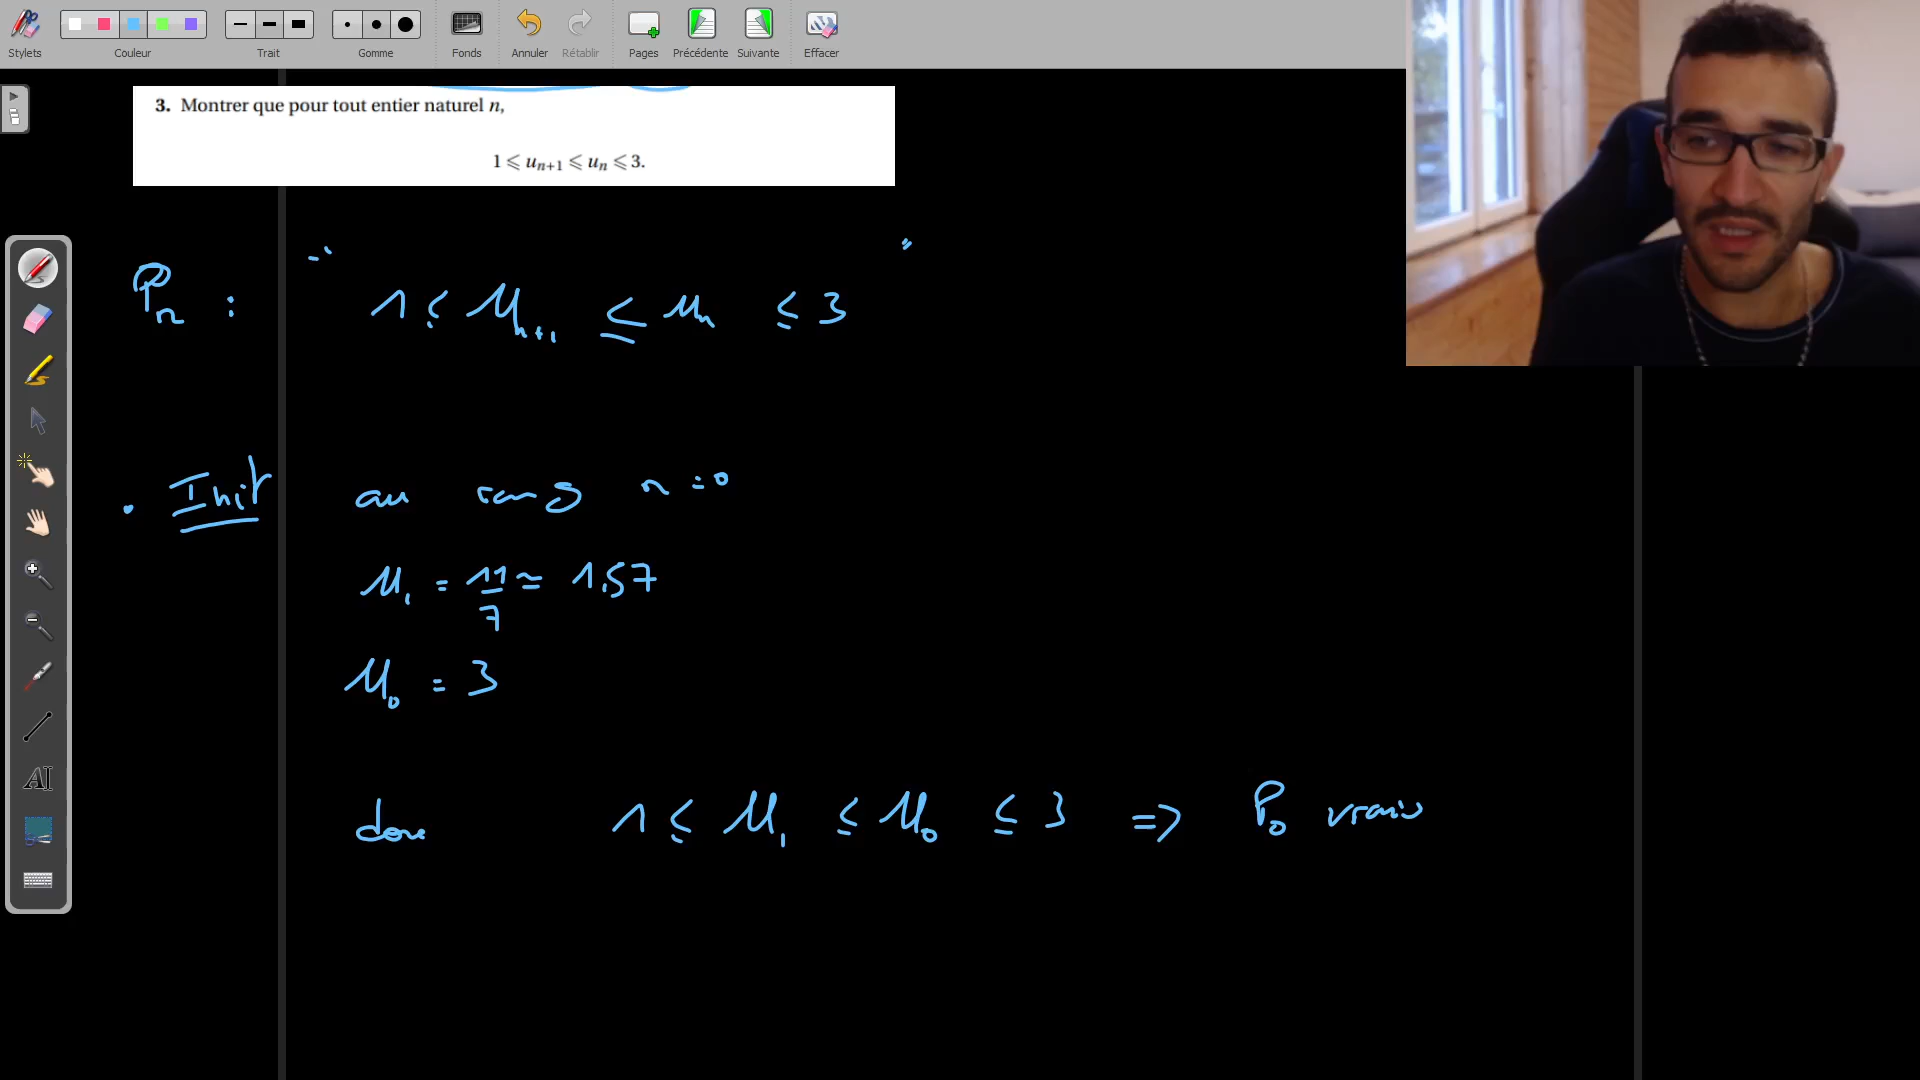 Stylets Couleur Trait Gomme Fonds Annuler Rétablir Pages Précédente Suivante Effacer
3. Montrer que pour tout entier naturel n,
1 ⩽ uₙ₊₁ ⩽ uₙ ⩽ 3.
Pₙ : " 1 ≤ uₙ₊₁ ≤ uₙ ≤ 3 "
• Init au rang n = 0
u₁ = 11/7 ≃ 1,57
u₀ = 3
donc 1 ≤ u₁ ≤ u₀ ≤ 3 => P₀ vraie
AI